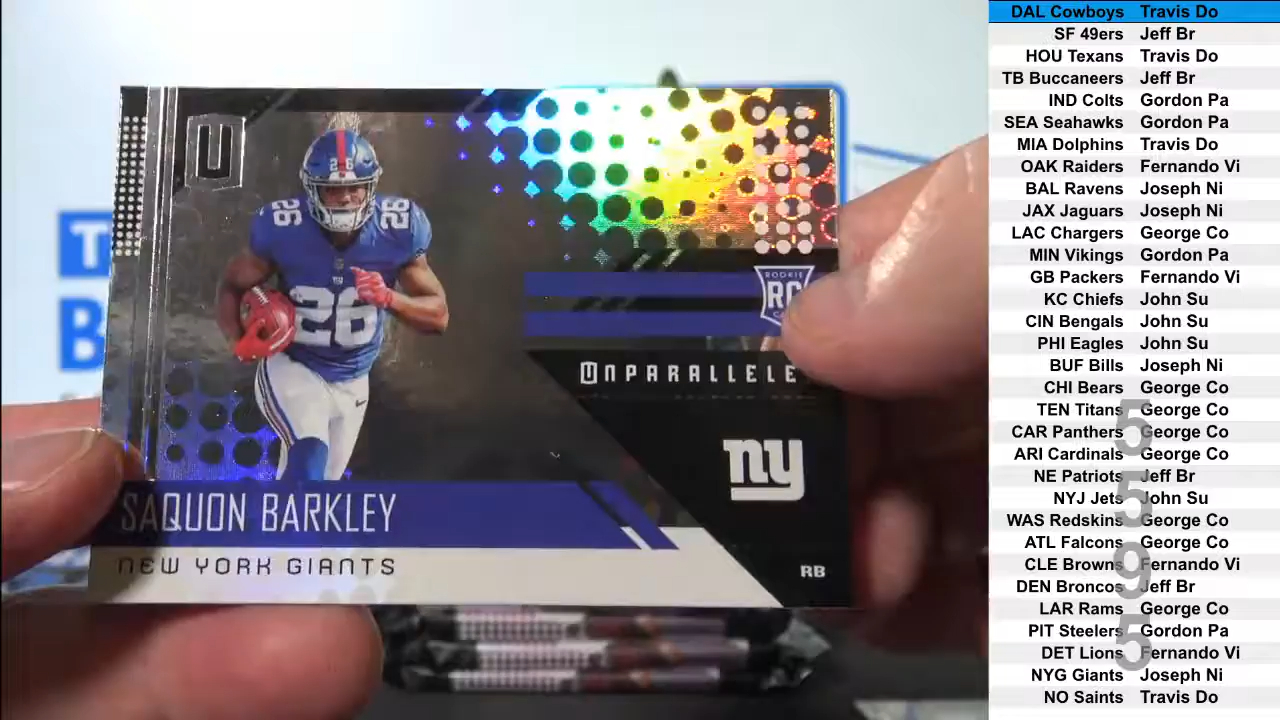 T
B
U
26
26
26
26
ROOKIE
RC
UNPARALLELE
ny
SAQUON BARKLEY
NEW YORK GIANTS
RB
DAL Cowboys Travis Do
SF 49ers Jeff Br
HOU Texans Travis Do
TB Buccaneers Jeff Br
IND Colts Gordon Pa
SEA Seahawks Gordon Pa
MIA Dolphins Travis Do
OAK Raiders Fernando Vi
BAL Ravens Joseph Ni
JAX Jaguars Joseph Ni
LAC Chargers George Co
MIN Vikings Gordon Pa
GB Packers Fernando Vi
KC Chiefs John Su
CIN Bengals John Su
PHI Eagles John Su
BUF Bills Joseph Ni
CHI Bears George Co
TEN Titans George Co
CAR Panthers George Co
ARI Cardinals George Co
NE Patriots Jeff Br
NYJ Jets John Su
WAS Redskins George Co
ATL Falcons George Co
CLE Browns Fernando Vi
DEN Broncos Jeff Br
LAR Rams George Co
PIT Steelers Gordon Pa
DET Lions Fernando Vi
NYG Giants Joseph Ni
NO Saints Travis Do
5595